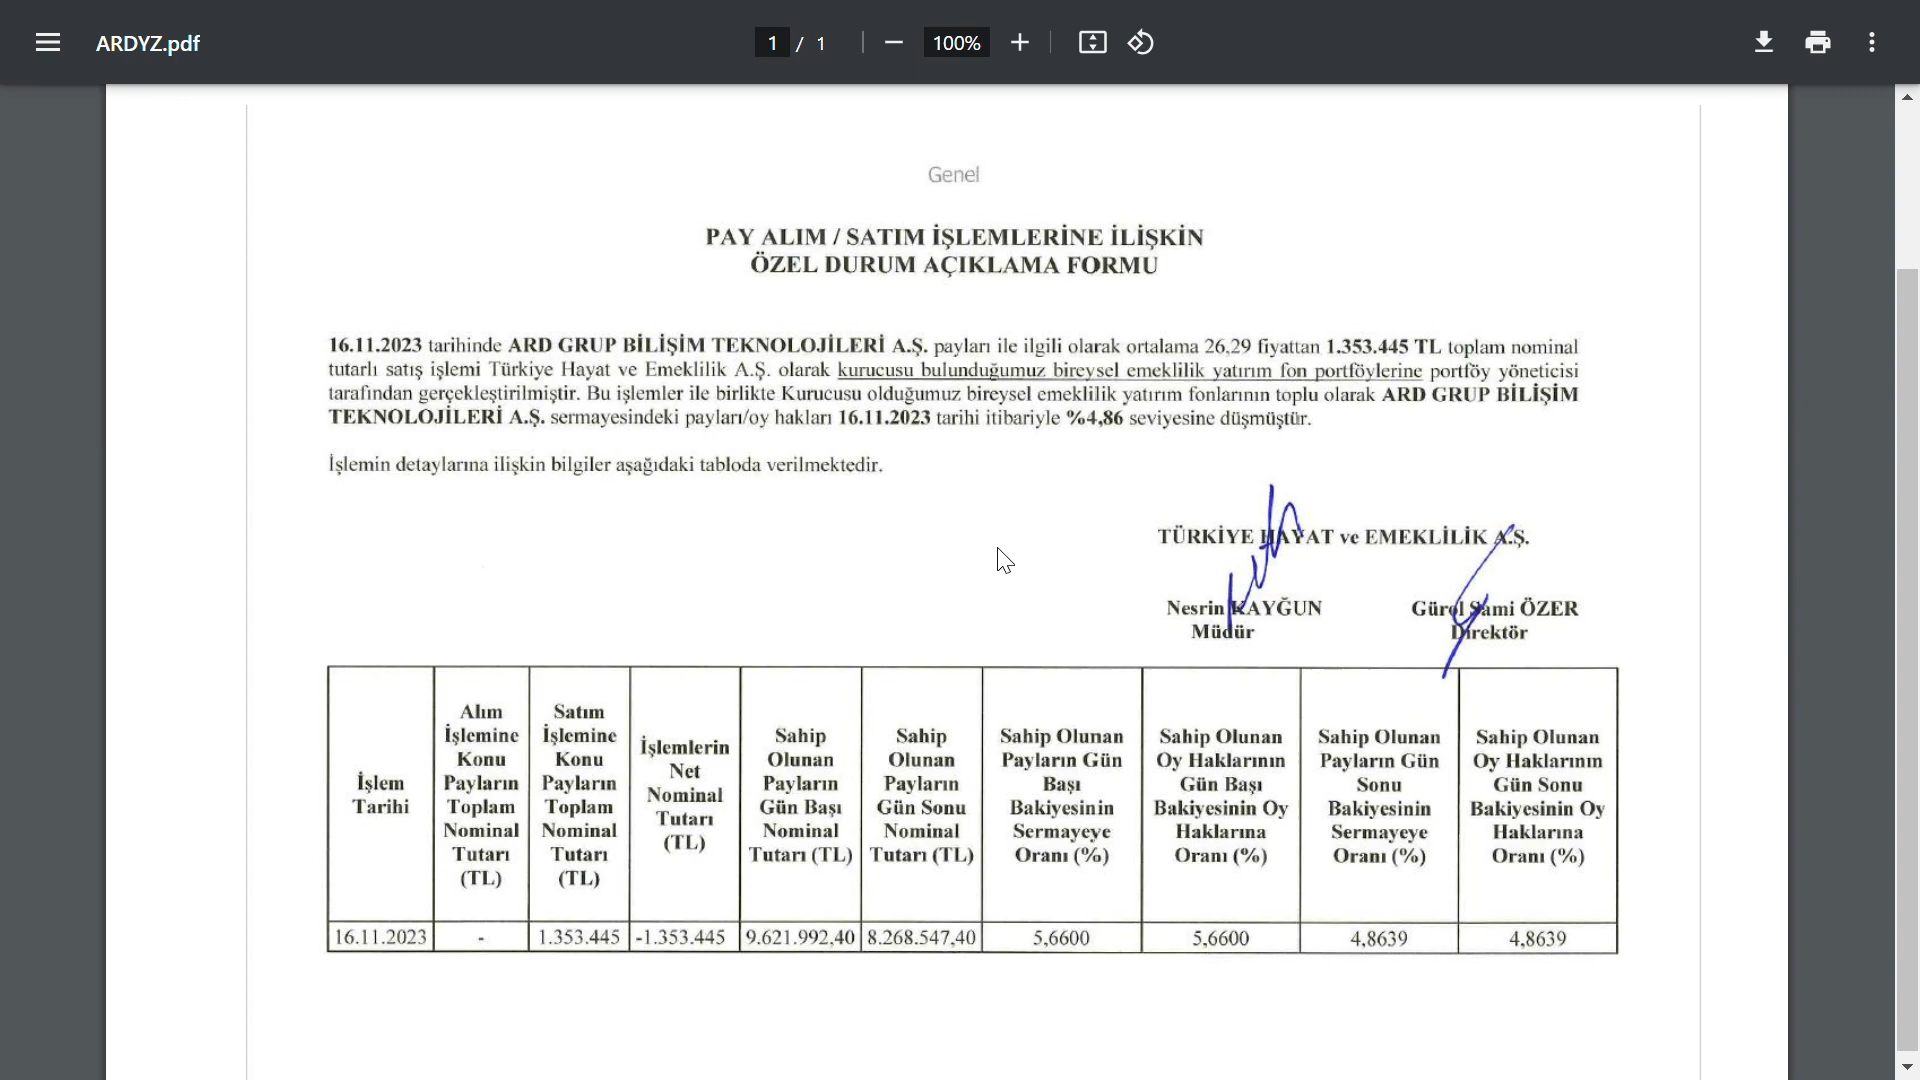 ARDYZ.pdf
1 / 1
100%
Genel
PAY ALIM / SATIM İŞLEMLERİNE İLİŞKİN
ÖZEL DURUM AÇIKLAMA FORMU
16.11.2023 tarihinde ARD GRUP BİLİŞİM TEKNOLOJİLERİ A.Ş. payları ile ilgili olarak ortalama 26,29 fiyattan 1.353.445 TL toplam nominal
tutarlı satış işlemi Türkiye Hayat ve Emeklilik A.Ş. olarak kurucusu bulunduğumuz bireysel emeklilik yatırım fon portföylerine portföy yöneticisi
tarafından gerçekleştirilmiştir. Bu işlemler ile birlikte Kurucusu olduğumuz bireysel emeklilik yatırım fonlarının toplu olarak ARD GRUP BİLİŞİM
TEKNOLOJİLERİ A.Ş. sermayesindeki payları/oy hakları 16.11.2023 tarihi itibariyle %4,86 seviyesine düşmüştür.
İşlemin detaylarına ilişkin bilgiler aşağıdaki tabloda verilmektedir.
TÜRKİYE HAYAT ve EMEKLİLİK A.Ş.
Nesrin KAYĞUN
Müdür
Gürol Sami ÖZER
Direktör
İşlem
Tarihi
Alım
İşlemine
Konu
Payların
Toplam
Nominal
Tutarı
(TL)
Satım
İşlemine
Konu
Payların
Toplam
Nominal
Tutarı
(TL)
İşlemlerin
Net
Nominal
Tutarı
(TL)
Sahip
Olunan
Payların
Gün Başı
Nominal
Tutarı (TL)
Sahip
Olunan
Payların
Gün Sonu
Nominal
Tutarı (TL)
Sahip Olunan
Payların Gün
Başı
Bakiyesinin
Sermayeye
Oranı (%)
Sahip Olunan
Oy Haklarının
Gün Başı
Bakiyesinin Oy
Haklarına
Oranı (%)
Sahip Olunan
Payların Gün
Sonu
Bakiyesinin
Sermayeye
Oranı (%)
Sahip Olunan
Oy Haklarının
Gün Sonu
Bakiyesinin Oy
Haklarına
Oranı (%)
16.11.2023 - 1.353.445 -1.353.445 9.621.992,40 8.268.547,40 5,6600 5,6600 4,8639 4,8639